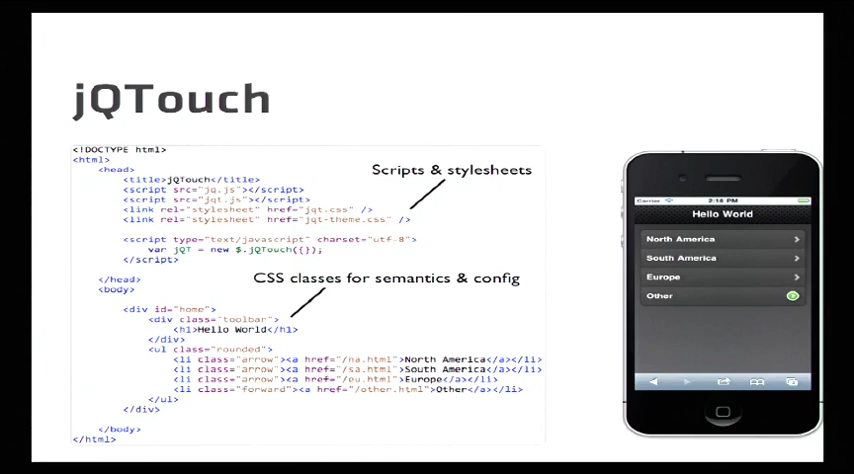 jQTouch
<!DOCTYPE html>
<html>
<head>
<title>jQTouch</title>
<script src="jq.js"></script>
<script src="jqt.js"></script>
<link rel="stylesheet" href="jqt.css" />
<link rel="stylesheet" href="jqt-theme.css" />
<script type="text/javascript" charset="utf-8">
var jQT = new $.jQTouch({});
</script>
</head>
<body>
<div id="home">
<div class="toolbar">
<h1>Hello World</h1>
</div>
<ul class="rounded">
<li class="arrow"><a href="/na.html">North America</a></li>
<li class="arrow"><a href="/sa.html">South America</a></li>
<li class="arrow"><a href="/eu.html">Europe</a></li>
<li class="forward"><a href="/other.html">Other</a></li>
</ul>
</div>
</body>
</html>
Scripts & stylesheets
CSS classes for semantics & config
Carrier 2:16 PM
Hello World
North America
South America
Europe
Other